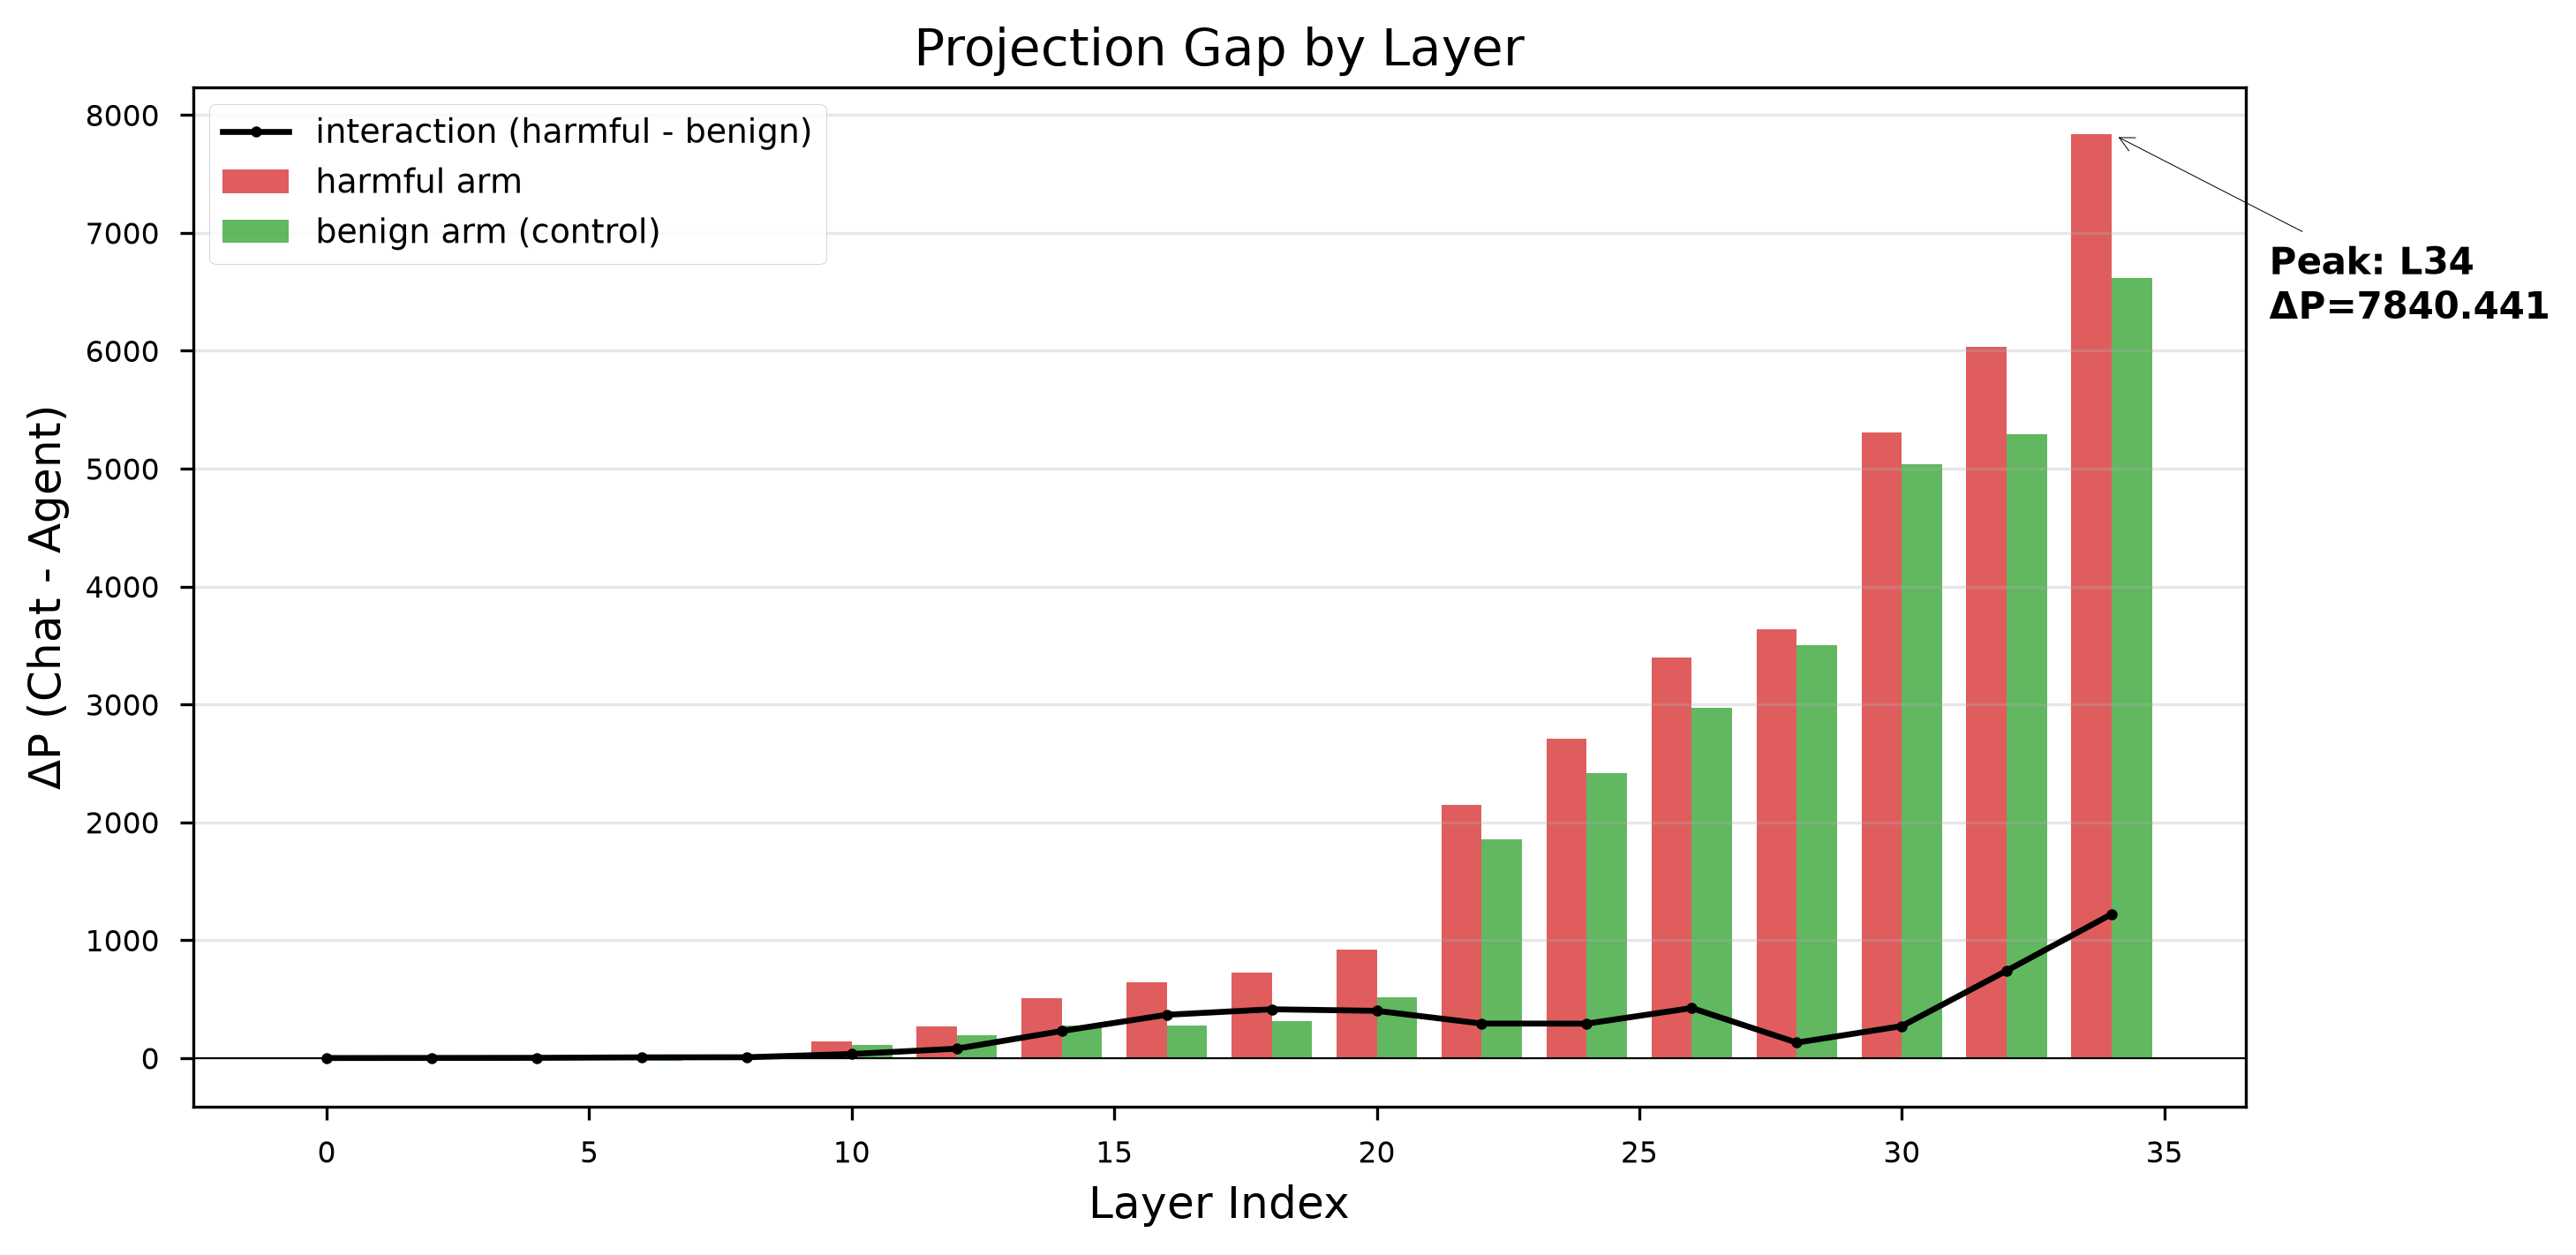 Projection Gap by Layer
interaction (harmful - benign)
harmful arm
benign arm (control)
8000
7000
6000
5000
4000
3000
2000
1000
0
ΔP (Chat - Agent)
Peak: L34
ΔP=7840.441
0 5 10 15 20 25 30 35
Layer Index